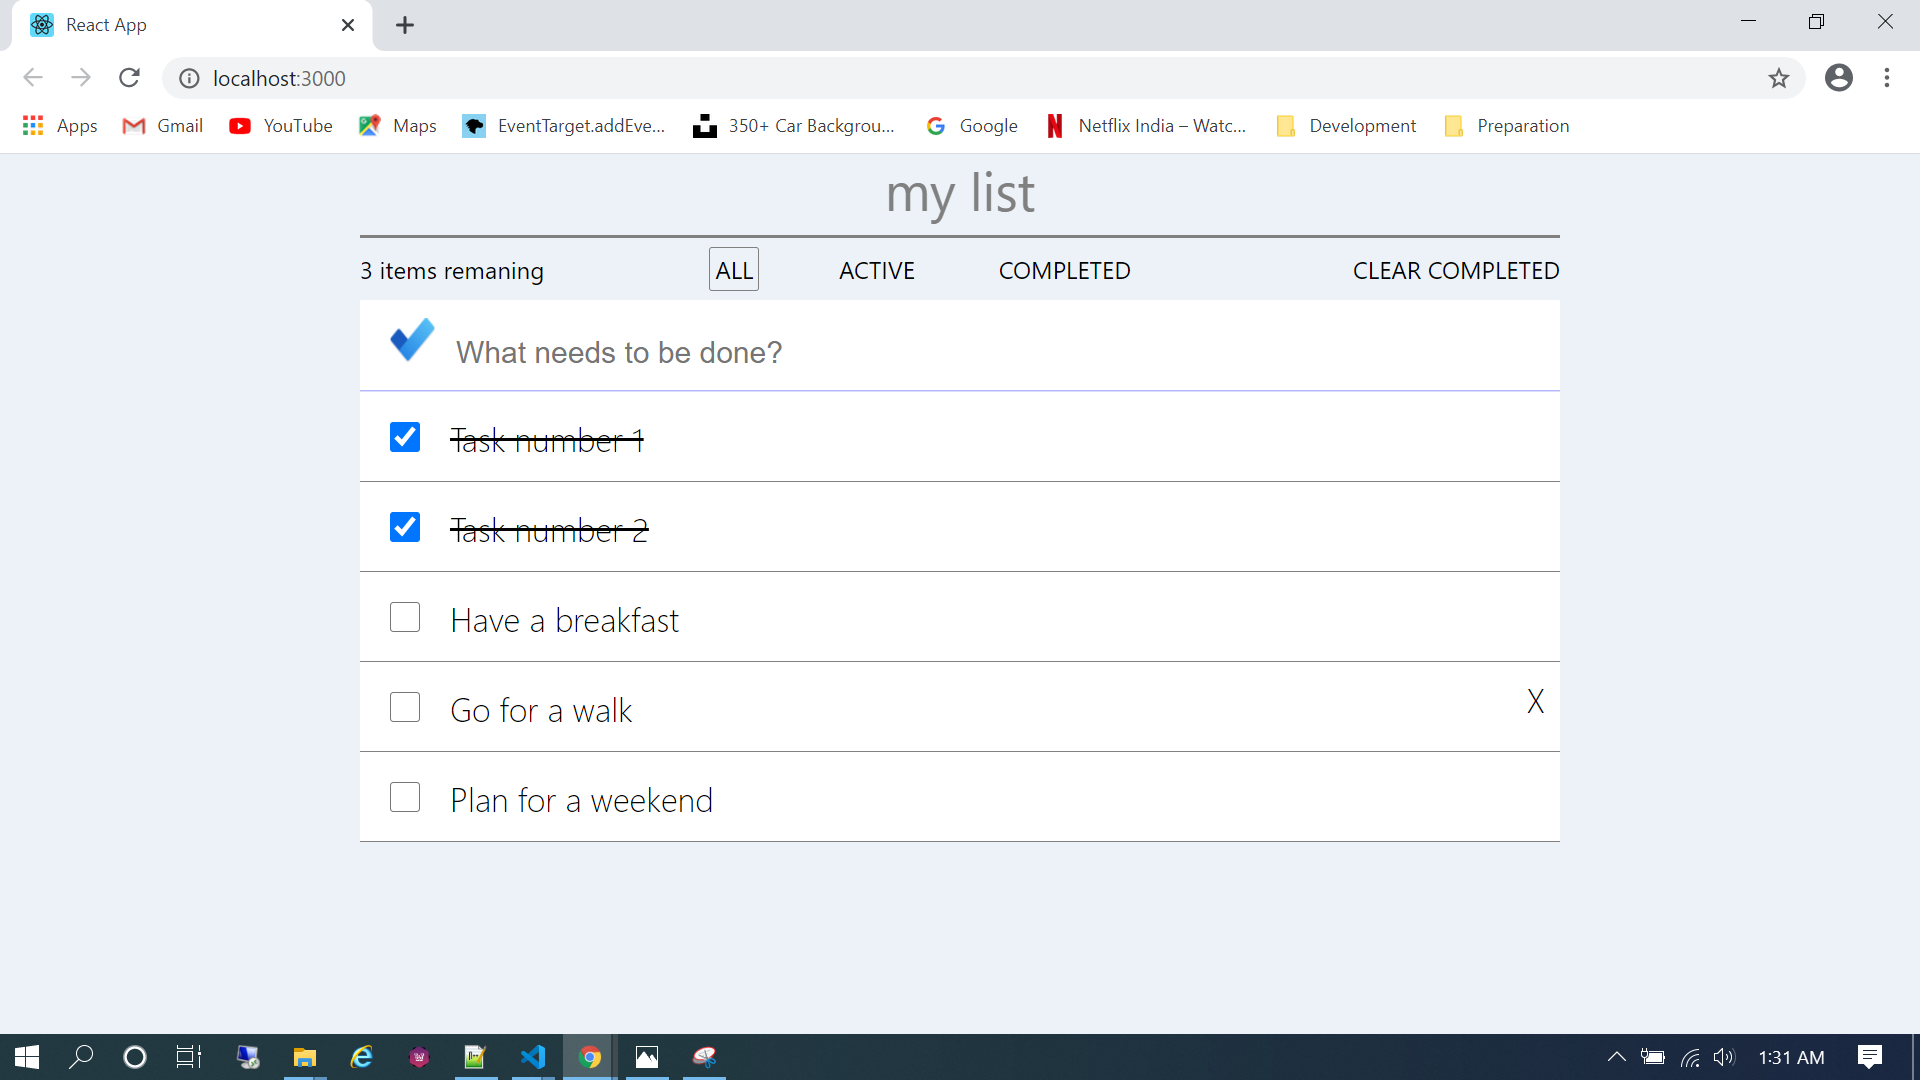 React App
localhost:3000
Apps Gmail YouTube Maps EventTarget.addEve... 350+ Car Backgrou... Google Netflix India – Watc... Development Preparation
my list
3 items remaning ALL ACTIVE COMPLETED CLEAR COMPLETED
What needs to be done?
Task number 1
Task number 2
Have a breakfast
Go for a walk X
Plan for a weekend
1:31 AM